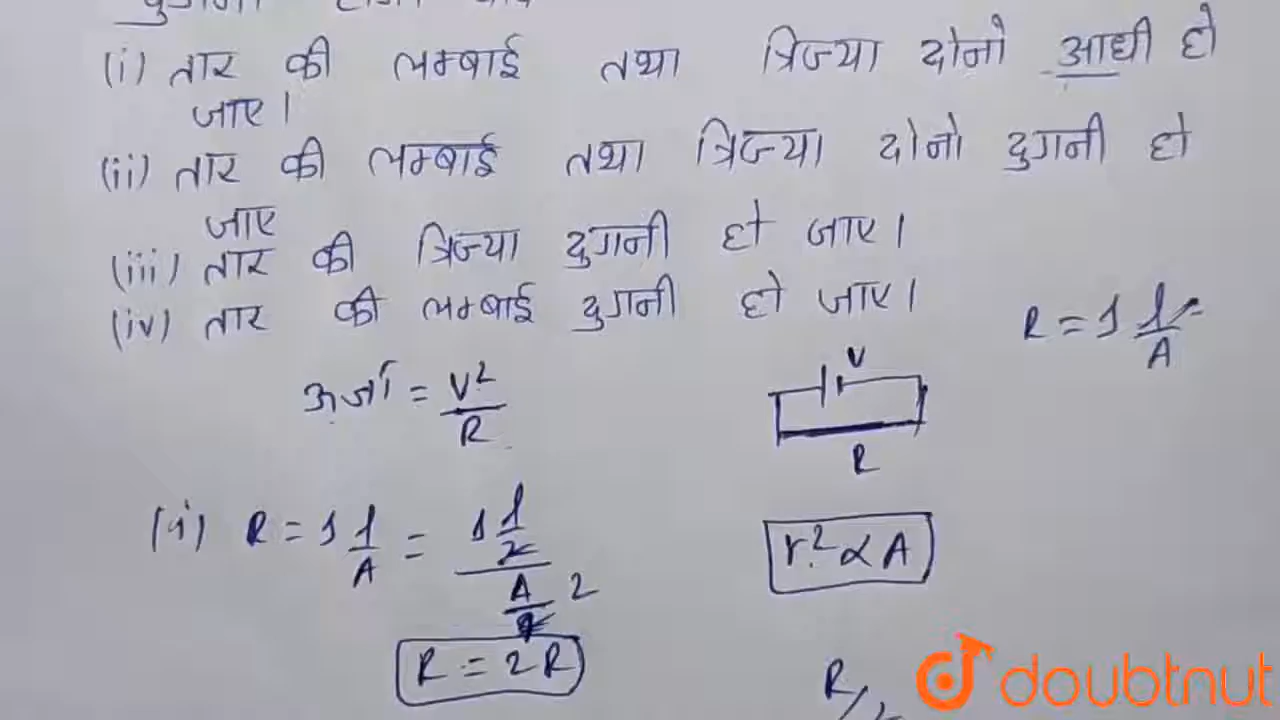 (i) तार की लम्बाई तथा त्रिज्या दोनो आधी हो
जाए।
(ii) तार की लम्बाई तथा त्रिज्या दोनो दुगनी हो
जाए
(iii) तार की त्रिज्या दुगनी हो जाए।
(iv) तार की लम्बाई दुगनी हो जाए।
R = ρ l/A
ऊर्जा = V²/R
V
R
(i) R = ρ l/A = ρ l/2 / A/4 2
r² ∝ A
R = 2R
doubtnut